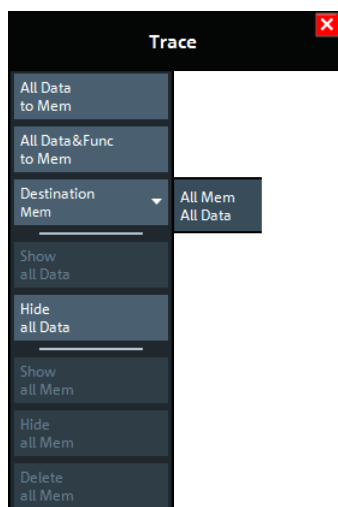 Trace
All Data
to Mem
All Data&Func
to Mem
Destination
Mem
All Mem
All Data
Show
all Data
Hide
all Data
Show
all Mem
Hide
all Mem
Delete
all Mem